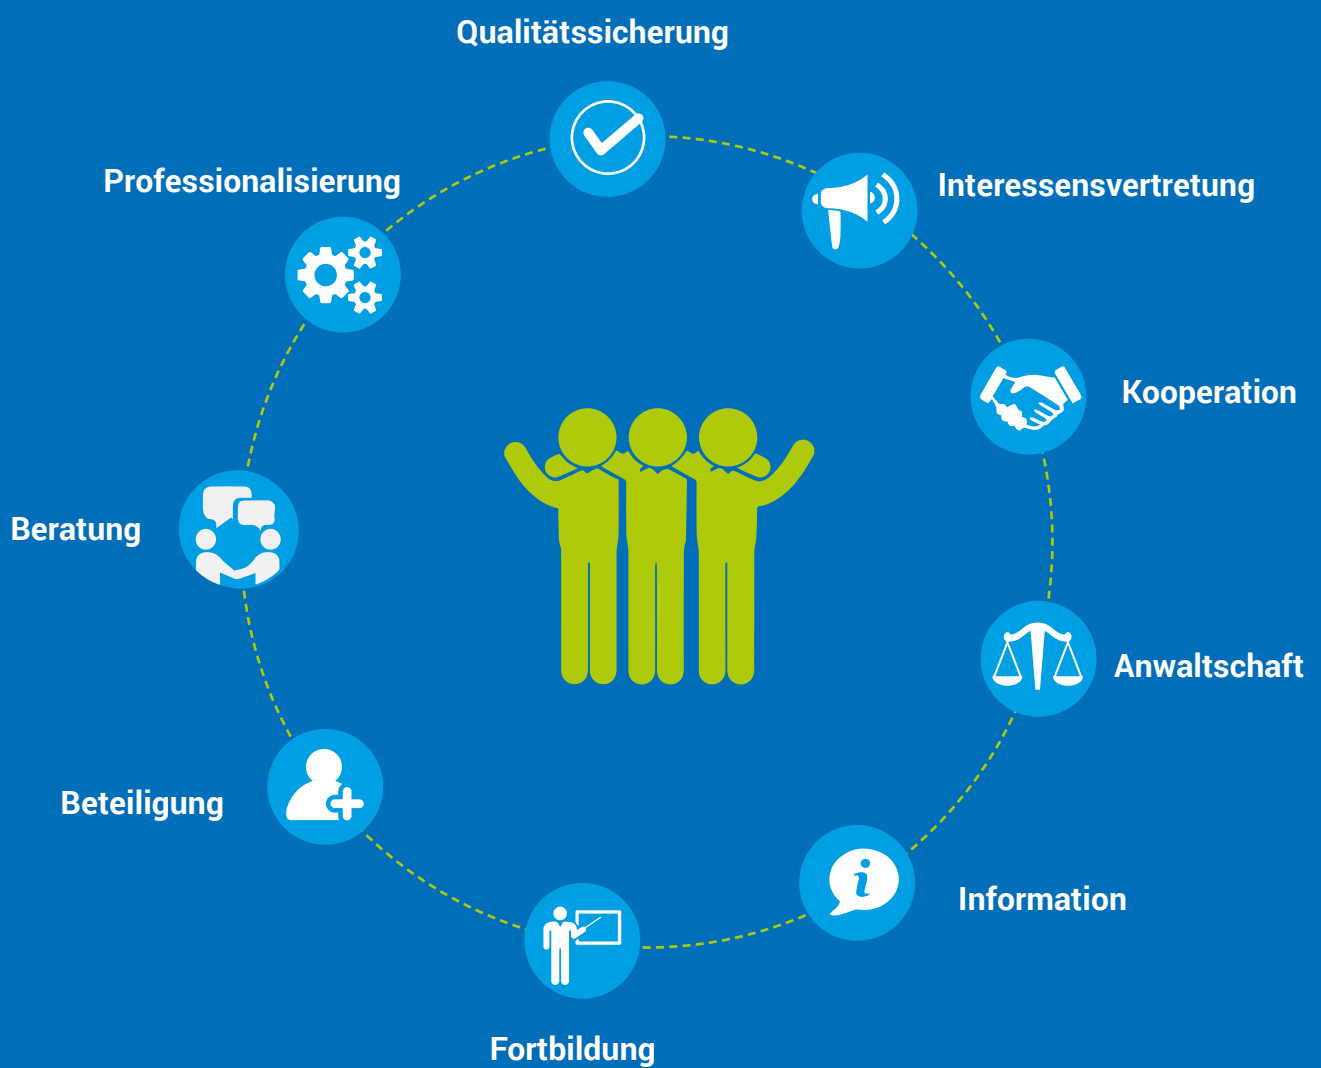 Qualitätssicherung
Professionalisierung
Interessensvertretung
Kooperation
Beratung
Anwaltschaft
Beteiligung
Information
Fortbildung